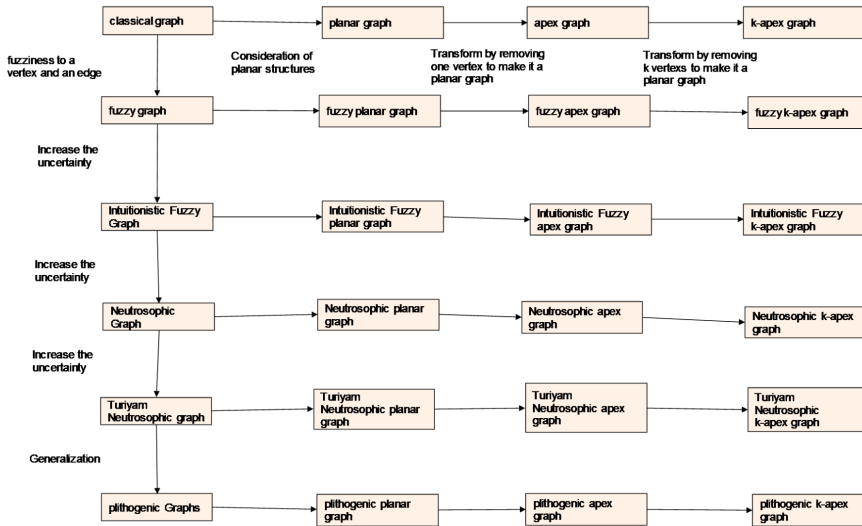 classical graph
planar graph
apex graph
k-apex graph
fuzziness to a
vertex and an edge
Consideration of
planar structures
Transform by removing
one vertex to make it a
planar graph
Transform by removing
k vertexs to make it a
planar graph
fuzzy graph
fuzzy planar graph
fuzzy apex graph
fuzzy k-apex graph
Increase the
uncertainty
Intuitionistic Fuzzy
Graph
Intuitionistic Fuzzy
planar graph
Intuitionistic Fuzzy
apex graph
Intuitionistic Fuzzy
k-apex graph
Increase the
uncertainty
Neutrosophic
Graph
Neutrosophic planar
graph
Neutrosophic apex
graph
Neutrosophic k-apex
graph
Increase the
uncertainty
Turiyam
Neutrosophic graph
Turiyam
Neutrosophic planar
graph
Turiyam
Neutrosophic apex
graph
Turiyam
Neutrosophic
k-apex graph
Generalization
plithogenic Graphs
plithogenic planar
graph
plithogenic apex
graph
plithogenic k-apex
graph